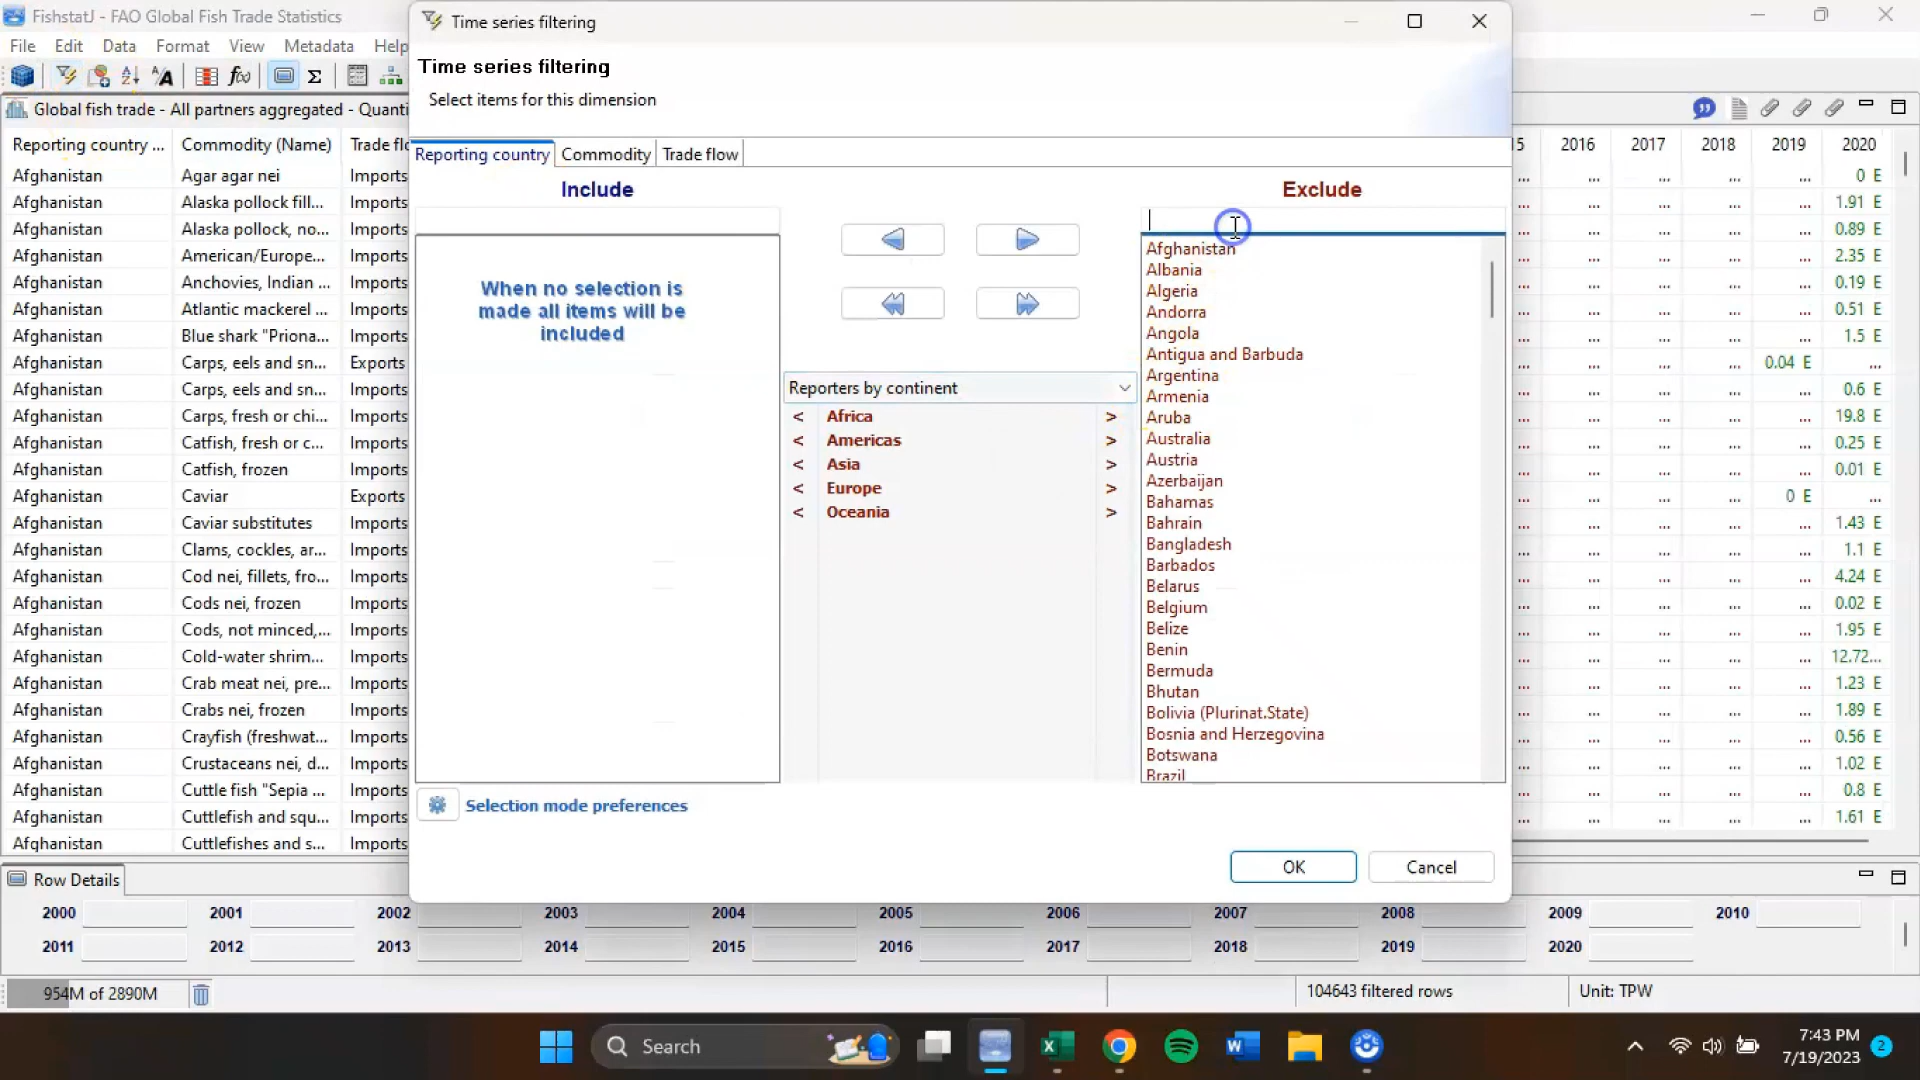 FishstatJ - FAO Global Fish Trade Statistics
File Edit Data Format View Metadata Help
Global fish trade - All partners aggregated - Quanti
Reporting country ... Commodity (Name) Trade fl
Afghanistan Agar agar nei Imports
Afghanistan Alaska pollock fill... Imports
Afghanistan Alaska pollock, no... Imports
Afghanistan American/Europe... Imports
Afghanistan Anchovies, Indian ... Imports
Afghanistan Atlantic mackerel ... Imports
Afghanistan Blue shark "Priona... Imports
Afghanistan Carps, eels and sn... Exports
Afghanistan Carps, eels and sn... Imports
Afghanistan Carps, fresh or chi... Imports
Afghanistan Catfish, fresh or c... Imports
Afghanistan Catfish, frozen Imports
Afghanistan Caviar Exports
Afghanistan Caviar substitutes Imports
Afghanistan Clams, cockles, ar... Imports
Afghanistan Cod nei, fillets, fro... Imports
Afghanistan Cods nei, frozen Imports
Afghanistan Cods, not minced,... Imports
Afghanistan Cold-water shrim... Imports
Afghanistan Crab meat nei, pre... Imports
Afghanistan Crabs nei, frozen Imports
Afghanistan Crayfish (freshwat... Imports
Afghanistan Crustaceans nei, d... Imports
Afghanistan Cuttle fish "Sepia ... Imports
Afghanistan Cuttlefish and squ... Imports
Afghanistan Cuttlefishes and s... Imports
Time series filtering
Time series filtering
Select items for this dimension
Reporting country Commodity Trade flow
Include
When no selection is
made all items will be
included
Reporters by continent
< Africa >
< Americas >
< Asia >
< Europe >
< Oceania >
Exclude
Afghanistan
Albania
Algeria
Andorra
Angola
Antigua and Barbuda
Argentina
Armenia
Aruba
Australia
Austria
Azerbaijan
Bahamas
Bahrain
Bangladesh
Barbados
Belarus
Belgium
Belize
Benin
Bermuda
Bhutan
Bolivia (Plurinat.State)
Bosnia and Herzegovina
Botswana
Brazil
Selection mode preferences
OK Cancel
15 2016 2017 2018 2019 2020
... ... ... ... ... 0 E
... ... ... ... ... 1.91 E
... ... ... ... ... 0.89 E
... ... ... ... ... 2.35 E
... ... ... ... ... 0.19 E
... ... ... ... ... 0.51 E
... ... ... ... ... 1.5 E
... ... ... ... 0.04 E ...
... ... ... ... ... 0.6 E
... ... ... ... ... 19.8 E
... ... ... ... ... 0.25 E
... ... ... ... ... 0.01 E
... ... ... ... 0 E ...
... ... ... ... ... 1.43 E
... ... ... ... ... 1.1 E
... ... ... ... ... 4.24 E
... ... ... ... ... 0.02 E
... ... ... ... ... 1.95 E
... ... ... ... ... 12.72...
... ... ... ... ... 1.23 E
... ... ... ... ... 1.89 E
... ... ... ... ... 0.56 E
... ... ... ... ... 1.02 E
... ... ... ... ... 0.8 E
... ... ... ... ... 1.61 E
Row Details
2000 2001 2002 2003 2004 2005 2006 2007 2008 2009 2010
2011 2012 2013 2014 2015 2016 2017 2018 2019 2020
954M of 2890M 104643 filtered rows Unit: TPW
Search
7:43 PM
7/19/2023
2